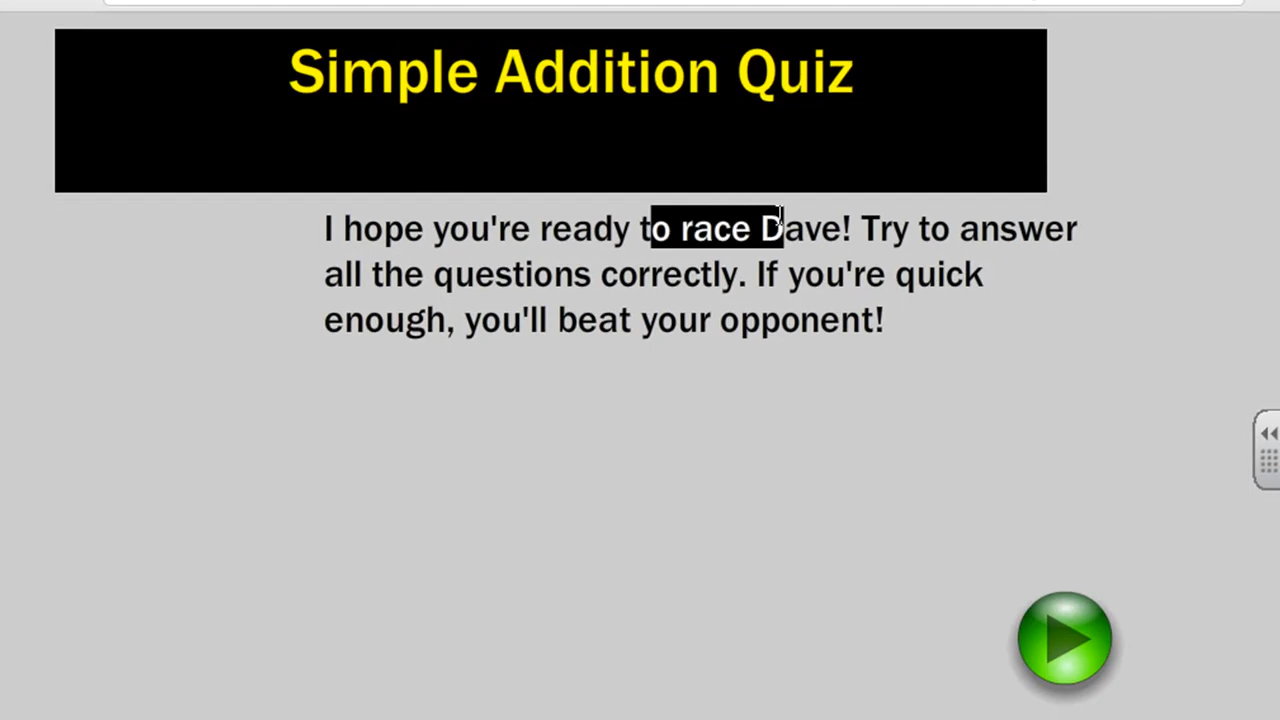 Simple Addition Quiz
I hope you're ready to race Dave! Try to answer
all the questions correctly. If you're quick
enough, you'll beat your opponent!